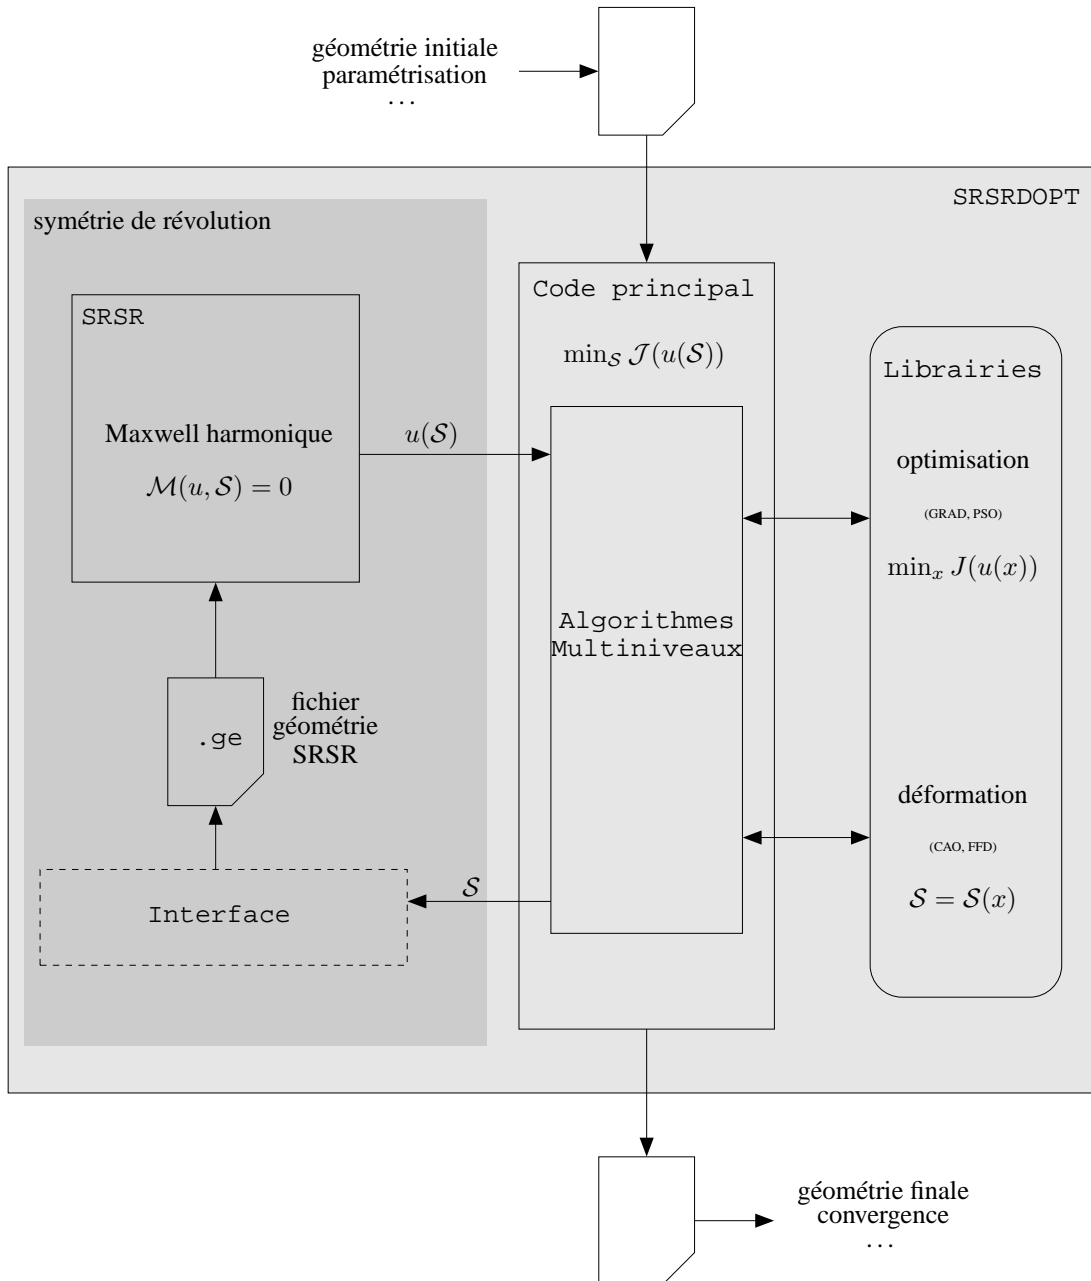 géométrie initiale
paramétrisation
...
SRSRDOPT
symétrie de révolution
Code principal
SRSR
min_𝒮 𝒥(u(𝒮))
Librairies
Maxwell harmonique
u(𝒮)
ℳ(u, 𝒮) = 0
optimisation
(GRAD, PSO)
min_x J(u(x))
Algorithmes
Multiniveaux
fichier
géométrie
SRSR
.ge
déformation
(CAO, FFD)
𝒮 = 𝒮(x)
𝒮
Interface
géométrie finale
convergence
...